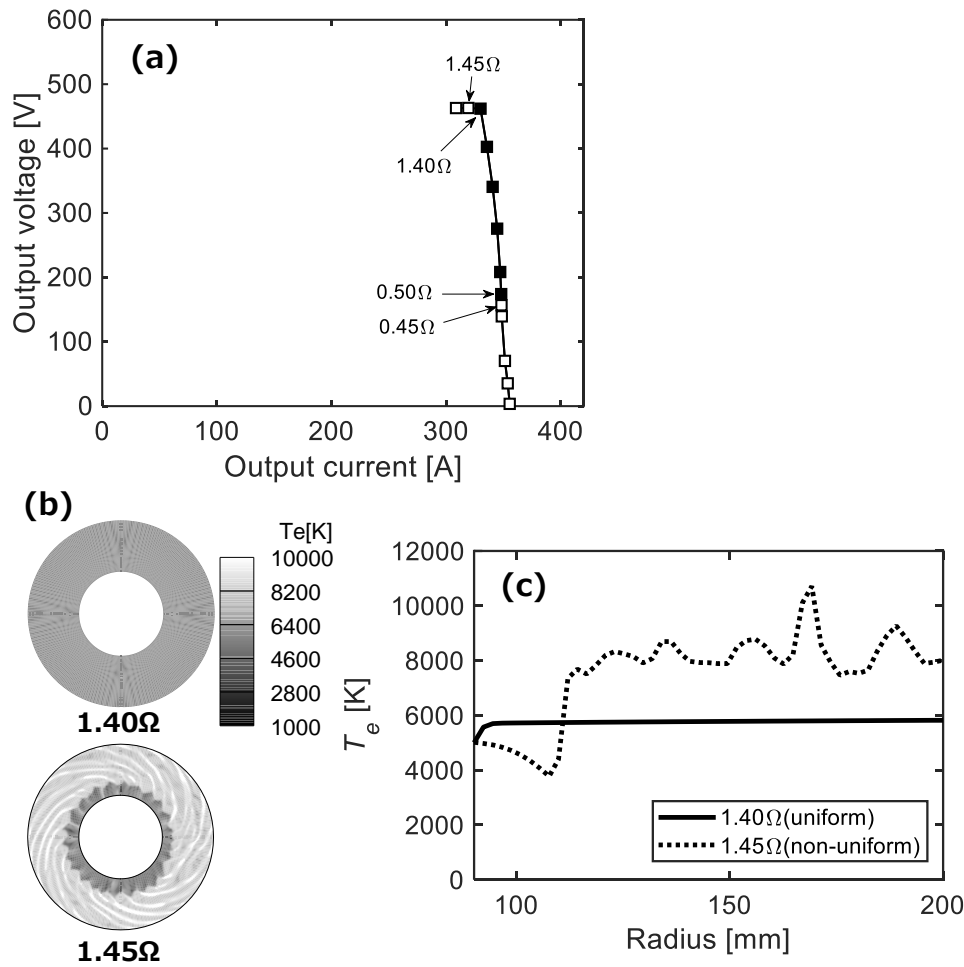 (a)
600
500
400
300
200
100
0
Output voltage [V]
1.45Ω
1.40Ω
0.50Ω
0.45Ω
0 100 200 300 400
Output current [A]
(b)
1.40Ω
1.45Ω
Te[K]
10000
8200
6400
4600
2800
1000
(c)
12000
10000
8000
6000
4000
2000
0
Te [K]
1.40Ω(uniform)
1.45Ω(non-uniform)
100 150 200
Radius [mm]